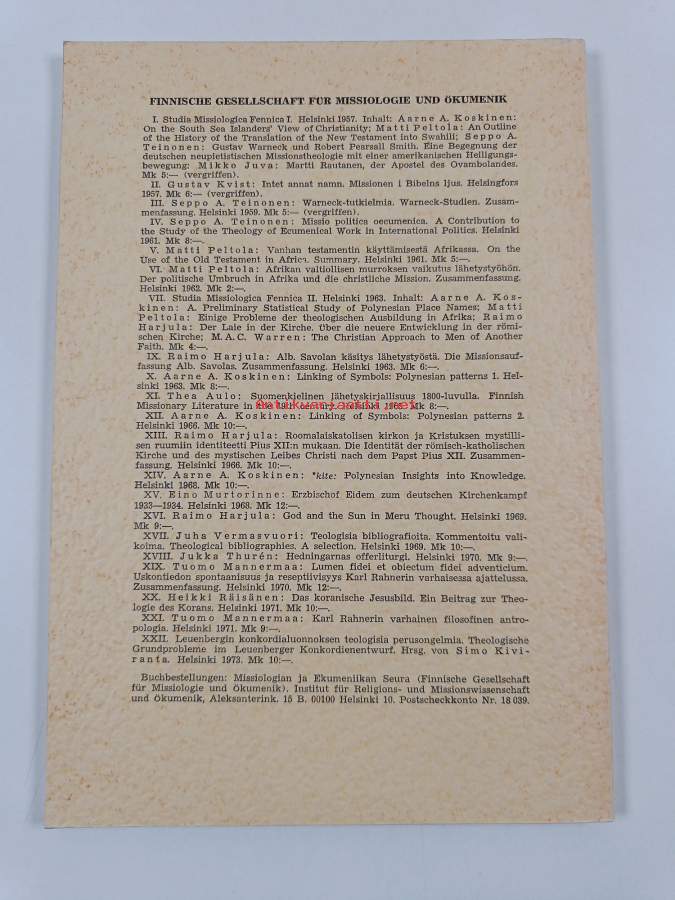 FINNISCHE GESELLSCHAFT FÜR MISSIOLOGIE UND ÖKUMENIK
I. Studia Missiologica Fennica I. Helsinki 1957. Inhalt: Aarne A. Koskinen:
On the South Sea Islanders' View of Christianity; Matti Peltola: An Outline
of the History of the Translation of the New Testament into Swahili; Seppo A.
Teinonen: Gustav Warneck und Robert Pearsall Smith. Eine Begegnung der
deutschen neupietistischen Missionstheologie mit einer amerikanischen Heiligungs-
bewegung; Mikko Juva: Martti Rautanen, der Apostel des Ovambolandes.
Mk 5:— (vergriffen).
II. Gustav Kvist: Intet annat namn. Missionen i Bibelns ljus. Helsingfors
1957. Mk 6:— (vergriffen).
III. Seppo A. Teinonen: Warneck-tutkielmia. Warneck-Studien. Zusam-
menfassung. Helsinki 1959. Mk 5:— (vergriffen).
IV. Seppo A. Teinonen: Missio politica oecumenica. A Contribution to
the Study of the Theology of Ecumenical Work in International Politics. Helsinki
1961. Mk 8:—.
V. Matti Peltola: Vanhan testamentin käyttämisestä Afrikassa. On the
Use of the Old Testament in Africa. Summary. Helsinki 1961. Mk 5:—.
VI. Matti Peltola: Afrikan valtiollisen murroksen vaikutus lähetystyöhön.
Der politische Umbruch in Afrika und die christliche Mission. Zusammenfassung.
Helsinki 1962. Mk 2:—.
VII. Studia Missiologica Fennica II. Helsinki 1963. Inhalt: Aarne A. Kos-
kinen: A. Preliminary Statistical Study of Polynesian Place Names; Matti
Peltola: Einige Probleme der theologischen Ausbildung in Afrika; Raimo
Harjula: Der Laie in der Kirche. Über die neuere Entwicklung in der römi-
schen Kirche; M. A. C. Warren: The Christian Approach to Men of Another
Faith. Mk 4:—.
IX. Raimo Harjula: Alb. Savolan käsitys lähetystyöstä. Die Missionsauf-
fassung Alb. Savolas. Zusammenfassung. Helsinki 1963. Mk 6:—.
X. Aarne A. Koskinen: Linking of Symbols: Polynesian patterns 1. Hel-
sinki 1963. Mk 8:—.
XI. Thea Aulo: Suomenkielinen lähetyskirjallisuus 1800-luvulla. Finnish
Missionary Literature in the 19th century. Helsinki 1965. Mk 8:—.
antikvariaatti.net
XII. Aarne A. Koskinen: Linking of Symbols: Polynesian patterns 2.
Helsinki 1966. Mk 10:—.
XIII. Raimo Harjula: Roomalaiskatolisen kirkon ja Kristuksen mystilli-
sen ruumiin identiteetti Pius XII:n mukaan. Die Identität der römisch-katholischen
Kirche und des mystischen Leibes Christi nach dem Papst Pius XII. Zusammen-
fassung. Helsinki 1966. Mk 10:—.
XIV. Aarne A. Koskinen: *kite: Polynesian Insights into Knowledge.
Helsinki 1968. Mk 10:—.
XV. Eino Murtorinne: Erzbischof Eidem zum deutschen Kirchenkampf
1933—1934. Helsinki 1968. Mk 12:—.
XVI. Raimo Harjula: God and the Sun in Meru Thought. Helsinki 1969.
Mk 9:—.
XVII. Juha Vermasvuori: Teologisia bibliografioita. Kommentoitu vali-
koima. Theological bibliographies. A selection. Helsinki 1969. Mk 10:—.
XVIII. Jukka Thurén: Hedningarnas offerliturgi. Helsinki 1970. Mk 9:—.
XIX. Tuomo Mannermaa: Lumen fidei et obiectum fidei adventicium.
Uskontiedon spontaanisuus ja reseptiivisyys Karl Rahnerin varhaisessa ajattelussa.
Zusammenfassung. Helsinki 1970. Mk 12:—.
XX. Heikki Räisänen: Das koranische Jesusbild. Ein Beitrag zur Theo-
logie des Korans. Helsinki 1971. Mk 10:—.
XXI. Tuomo Mannermaa: Karl Rahnerin varhainen filosofinen antro-
pologia. Helsinki 1971. Mk 9:—.
XXII. Leuenbergin konkordialuonnoksen teologisia perusongelmia. Theologische
Grundprobleme im Leuenberger Konkordienentwurf. Hrsg. von Simo Kivi-
ranta. Helsinki 1973. Mk 10:—.
Buchbestellungen: Missiologian ja Ekumeniikan Seura (Finnische Gesellschaft
für Missiologie und Ökumenik). Institut für Religions- und Missionswissenschaft
und Ökumenik, Aleksanterink. 15 B. 00100 Helsinki 10. Postscheckkonto Nr. 18 039.